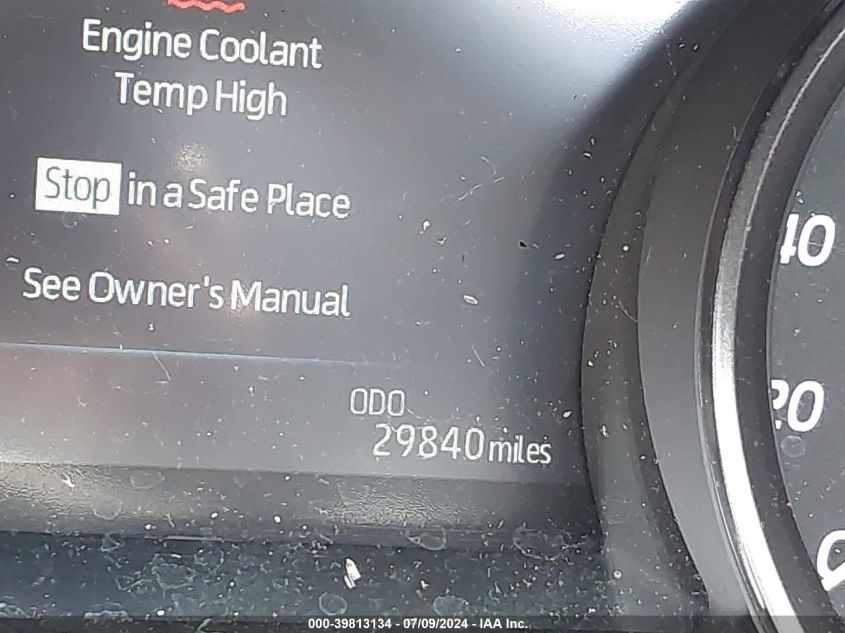 Engine Coolant
Temp High
Stop in a Safe Place
See Owner's Manual
ODO
29840 miles
40
20
0
000-39813134 - 07/09/2024 - IAA Inc.